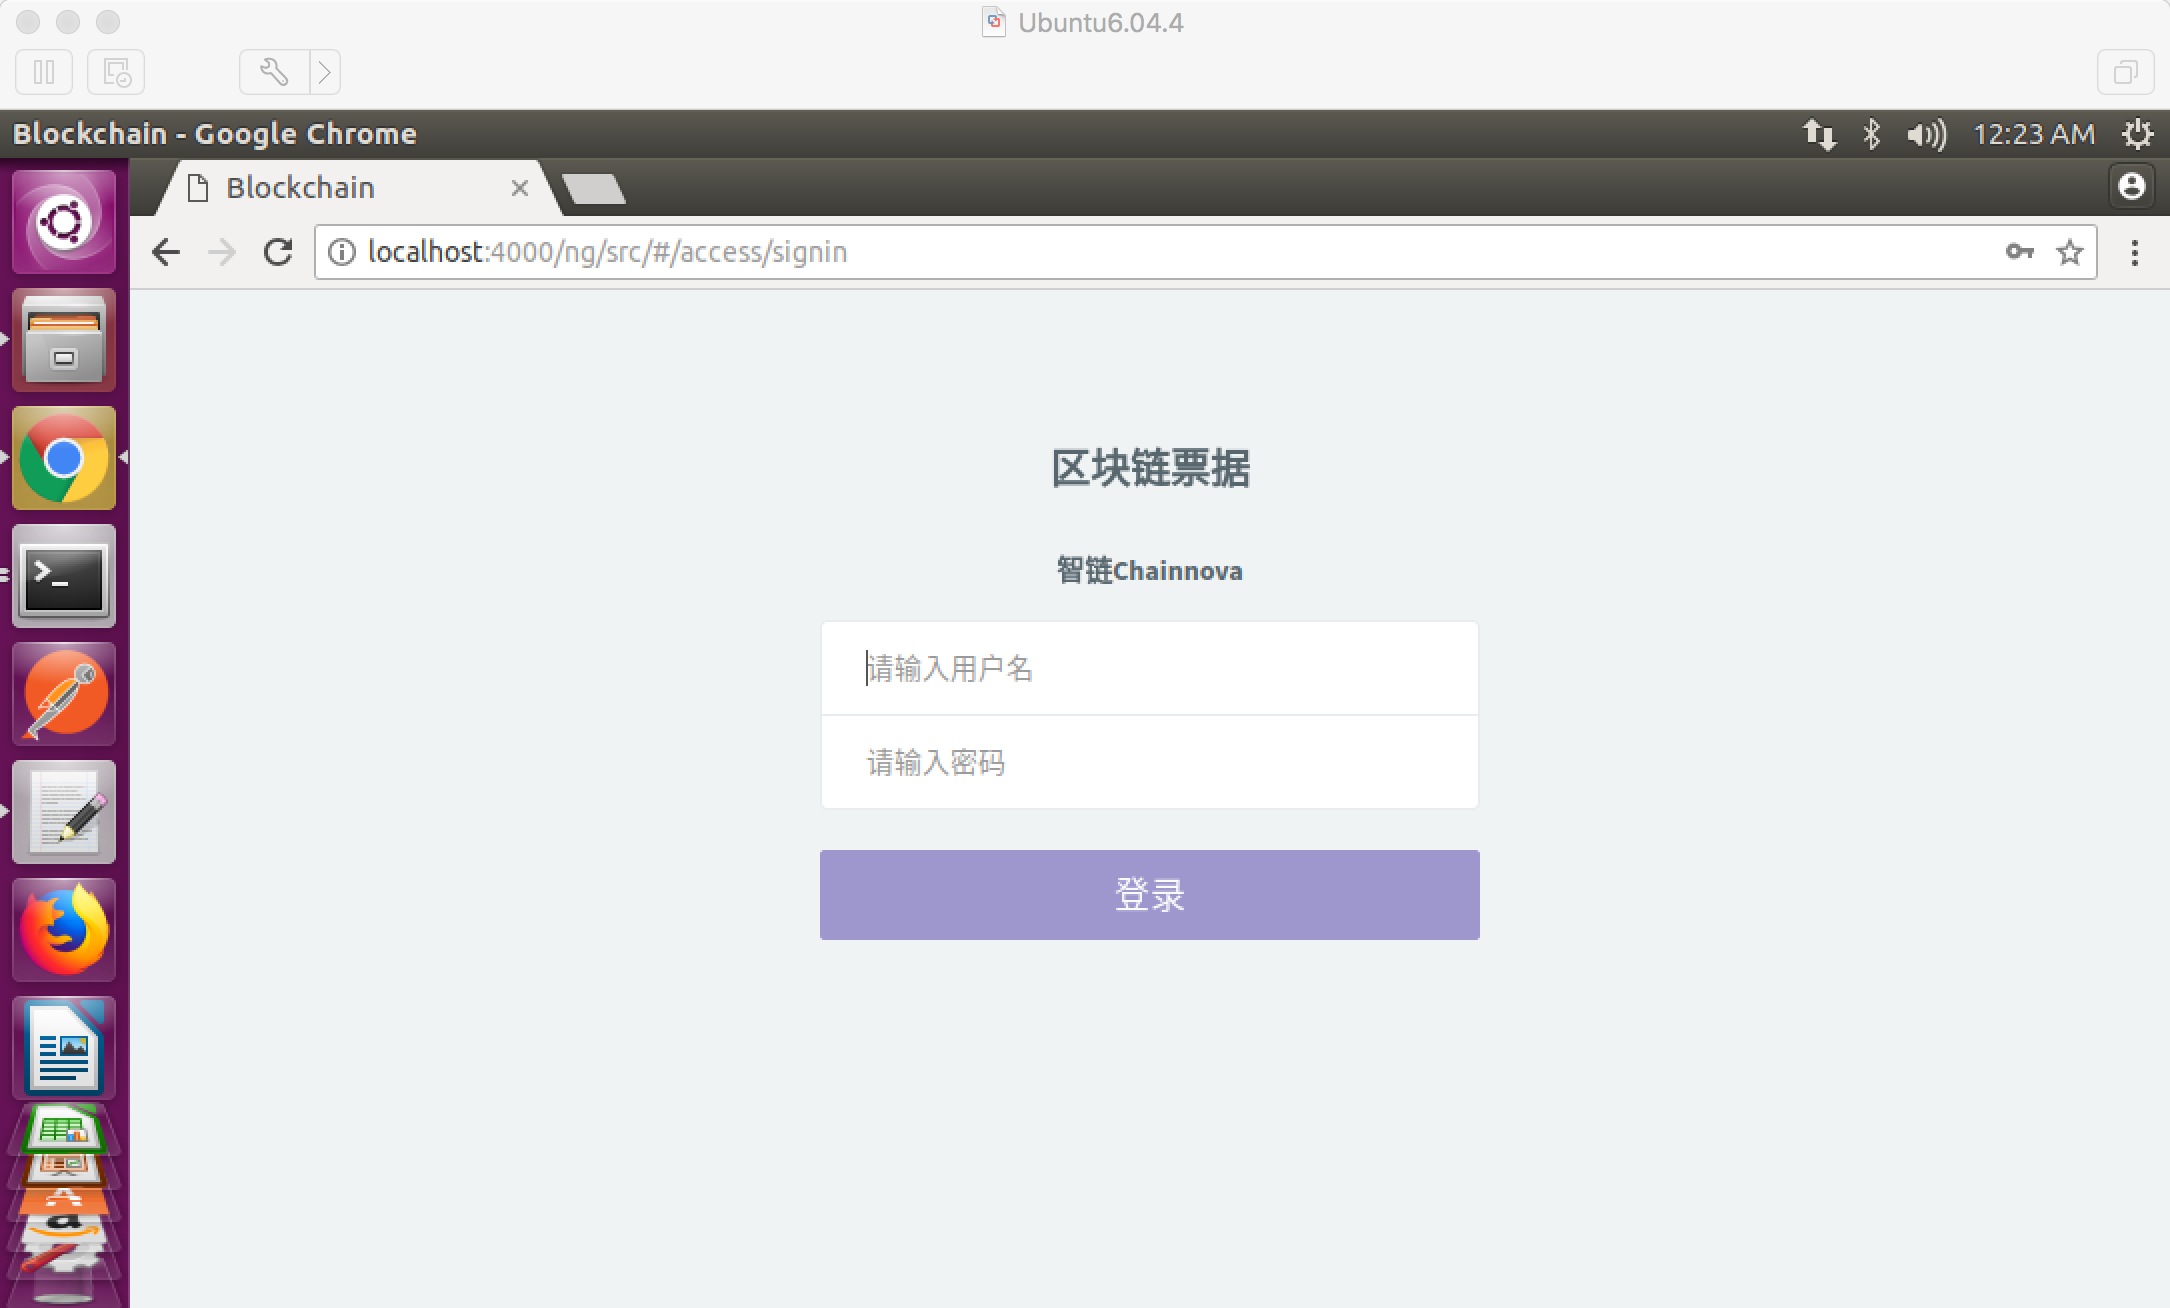 Ubuntu6.04.4
Blockchain - Google Chrome
12:23 AM
Blockchain
localhost:4000/ng/src/#/access/signin
区块链票据
智链Chainnova
请输入用户名
请输入密码
登录